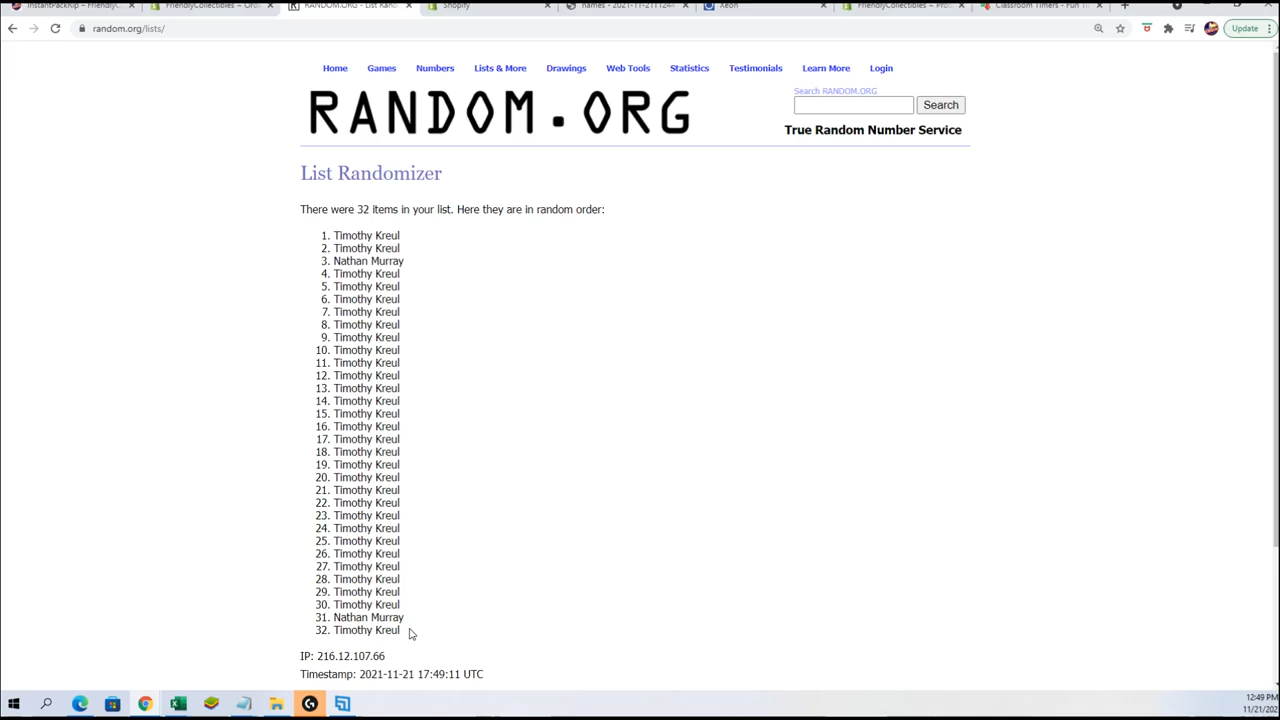 InstantPackRip – FriendlyC
FriendlyCollectibles ~ Ord
RANDOM.ORG - List Rand
Shopify
names - 2021-11-2111244
Xeon
FriendlyCollectibles ~ Pro
Classroom Timers - Fun Ti
random.org/lists/
Update
Home Games Numbers Lists & More Drawings Web Tools Statistics Testimonials Learn More Login
Search RANDOM.ORG
RANDOM.ORG
Search
True Random Number Service
List Randomizer
There were 32 items in your list. Here they are in random order:
1. Timothy Kreul
2. Timothy Kreul
3. Nathan Murray
4. Timothy Kreul
5. Timothy Kreul
6. Timothy Kreul
7. Timothy Kreul
8. Timothy Kreul
9. Timothy Kreul
10. Timothy Kreul
11. Timothy Kreul
12. Timothy Kreul
13. Timothy Kreul
14. Timothy Kreul
15. Timothy Kreul
16. Timothy Kreul
17. Timothy Kreul
18. Timothy Kreul
19. Timothy Kreul
20. Timothy Kreul
21. Timothy Kreul
22. Timothy Kreul
23. Timothy Kreul
24. Timothy Kreul
25. Timothy Kreul
26. Timothy Kreul
27. Timothy Kreul
28. Timothy Kreul
29. Timothy Kreul
30. Timothy Kreul
31. Nathan Murray
32. Timothy Kreul
IP: 216.12.107.66
Timestamp: 2021-11-21 17:49:11 UTC
12:49 PM
11/21/202